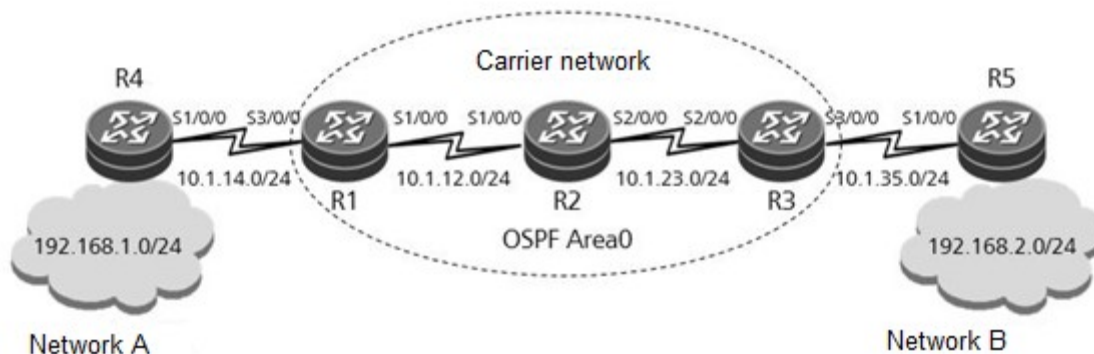 Carrier network
R4
R5
S1/0/0 S3/0/0 S1/0/0 S1/0/0 S2/0/0 S2/0/0 S3/0/0 S1/0/0
10.1.14.0/24 10.1.12.0/24 10.1.23.0/24 10.1.35.0/24
R1 R2 R3
192.168.1.0/24 OSPF Area0 192.168.2.0/24
Network A Network B